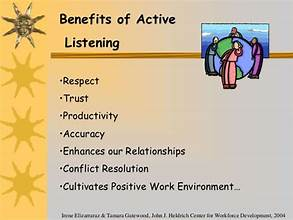 Benefits of Active
Listening
•Respect
•Trust
•Productivity
•Accuracy
•Enhances our Relationships
•Conflict Resolution
•Cultivates Positive Work Environment…
Irene Elizarraraz & Tamara Gatewood, John J. Heldrich Center for Workforce Development, 2004